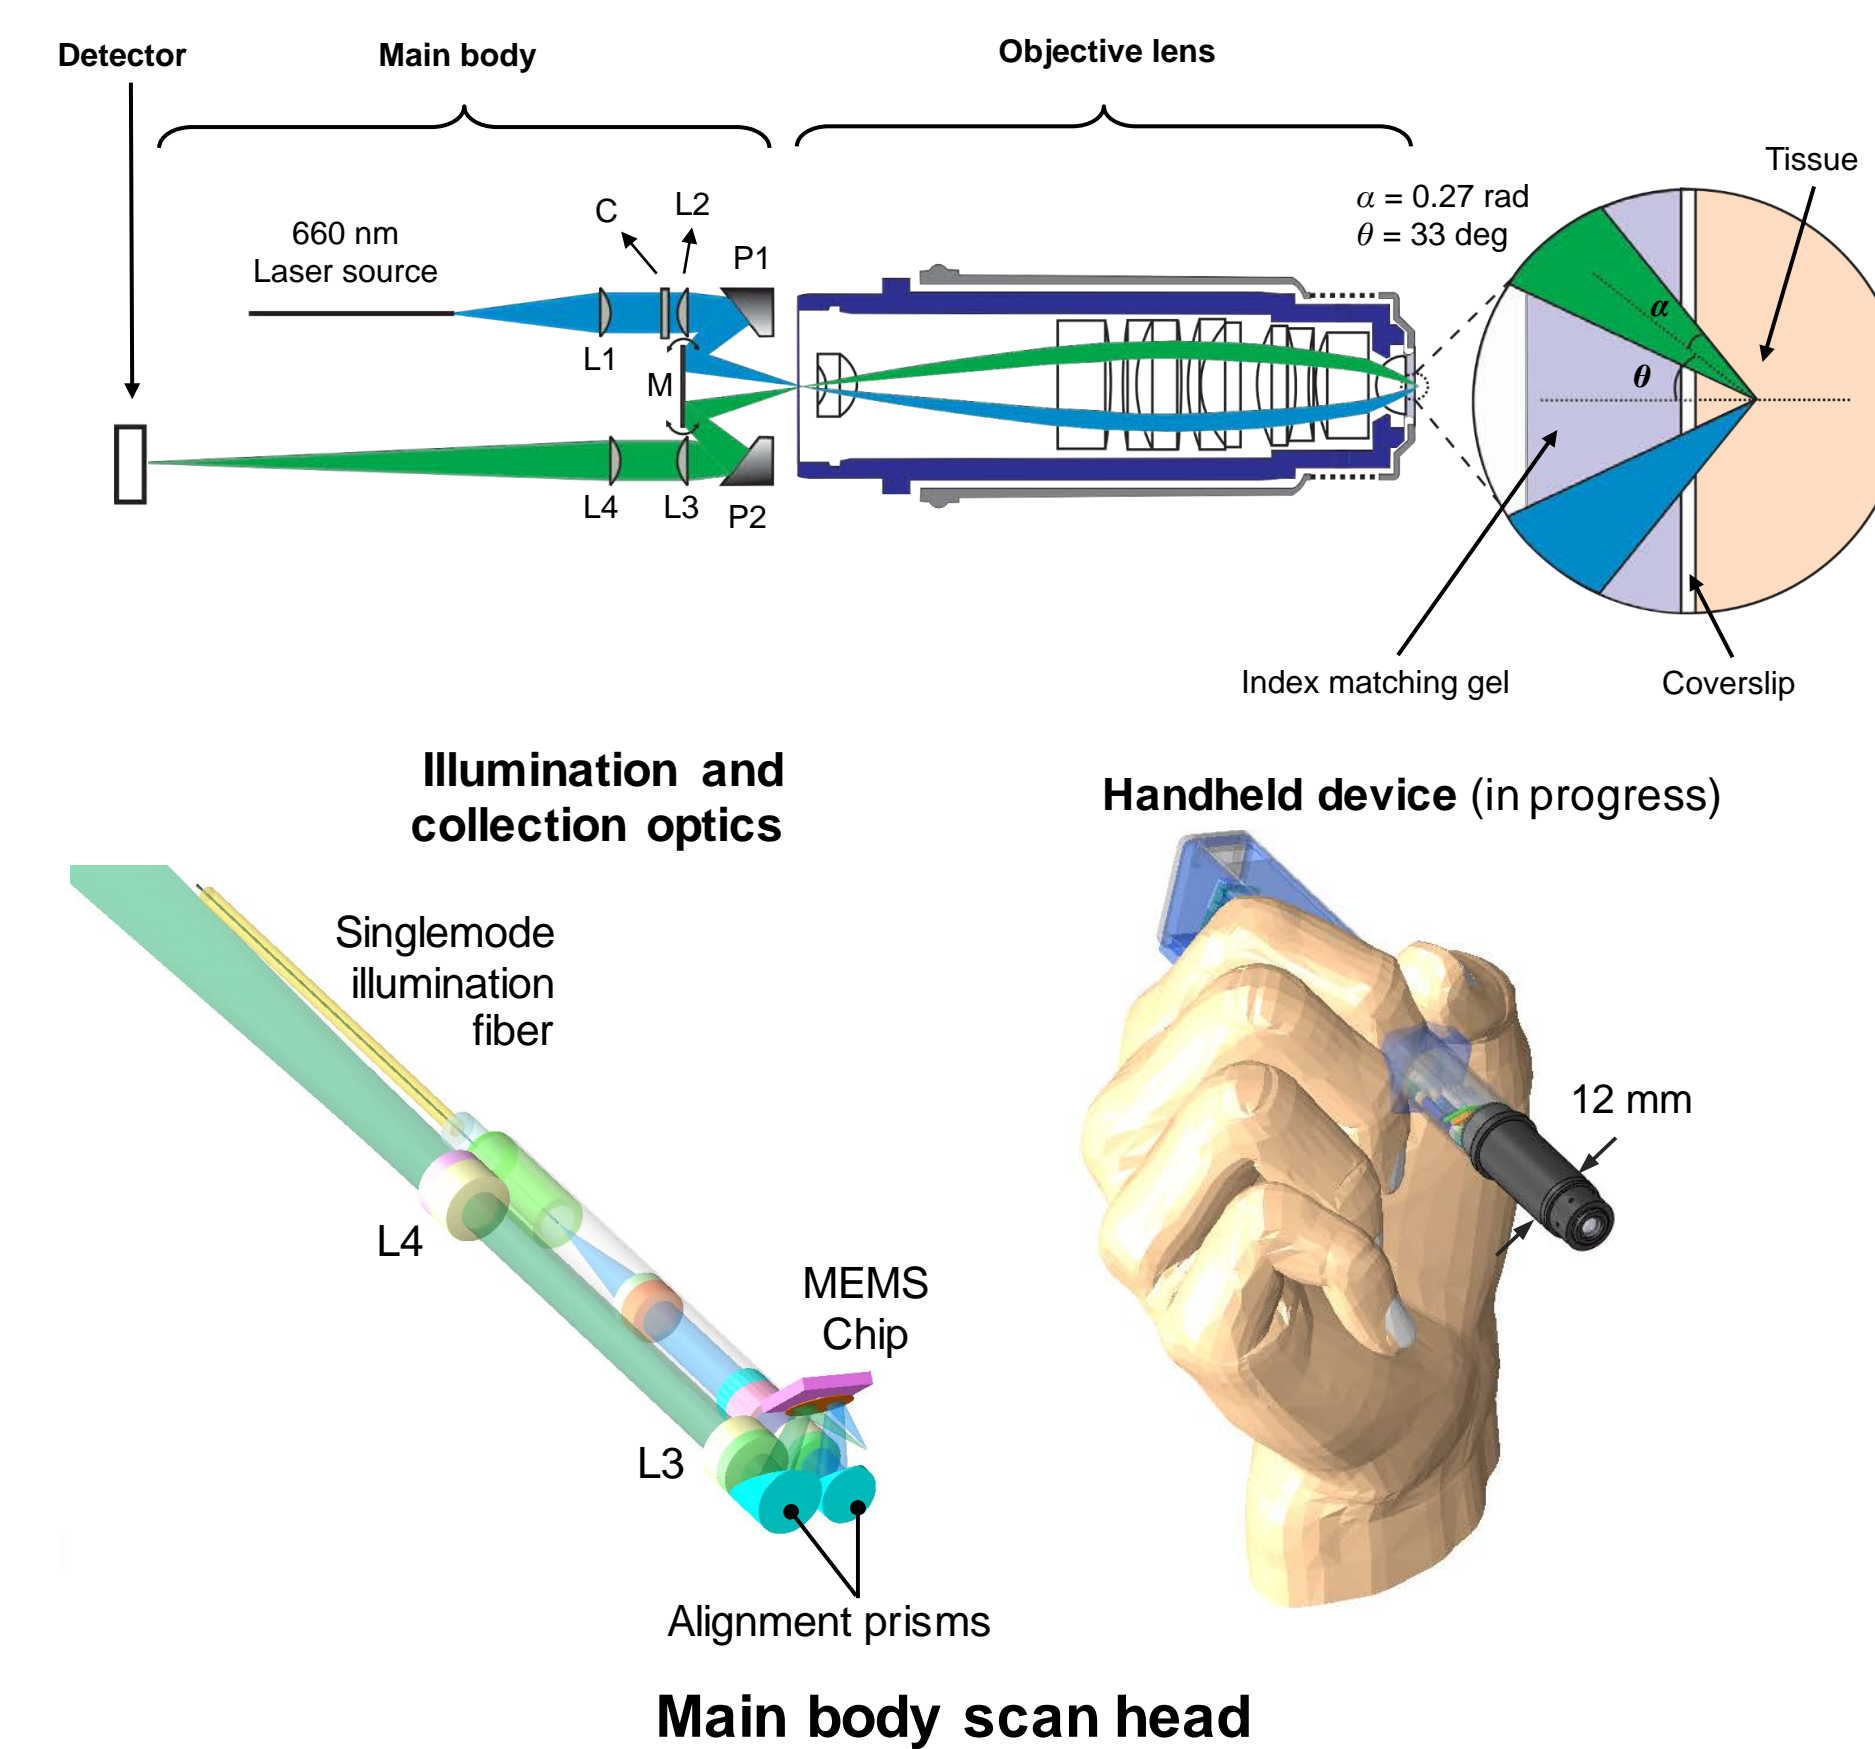 Detector
Main body
Objective lens
Tissue
α = 0.27 rad
θ = 33 deg
C
L2
660 nm
Laser source
P1
α
L1
M
θ
L4
L3
P2
Index matching gel
Coverslip
Illumination and
collection optics
Handheld device (in progress)
Singlemode
illumination
fiber
12 mm
L4
MEMS
Chip
L3
Alignment prisms
Main body scan head